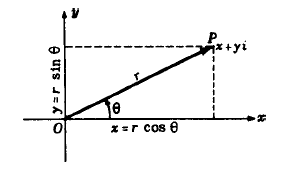 y
P
x+yi
r
y=r sin θ
θ
O
x=r cos θ
x